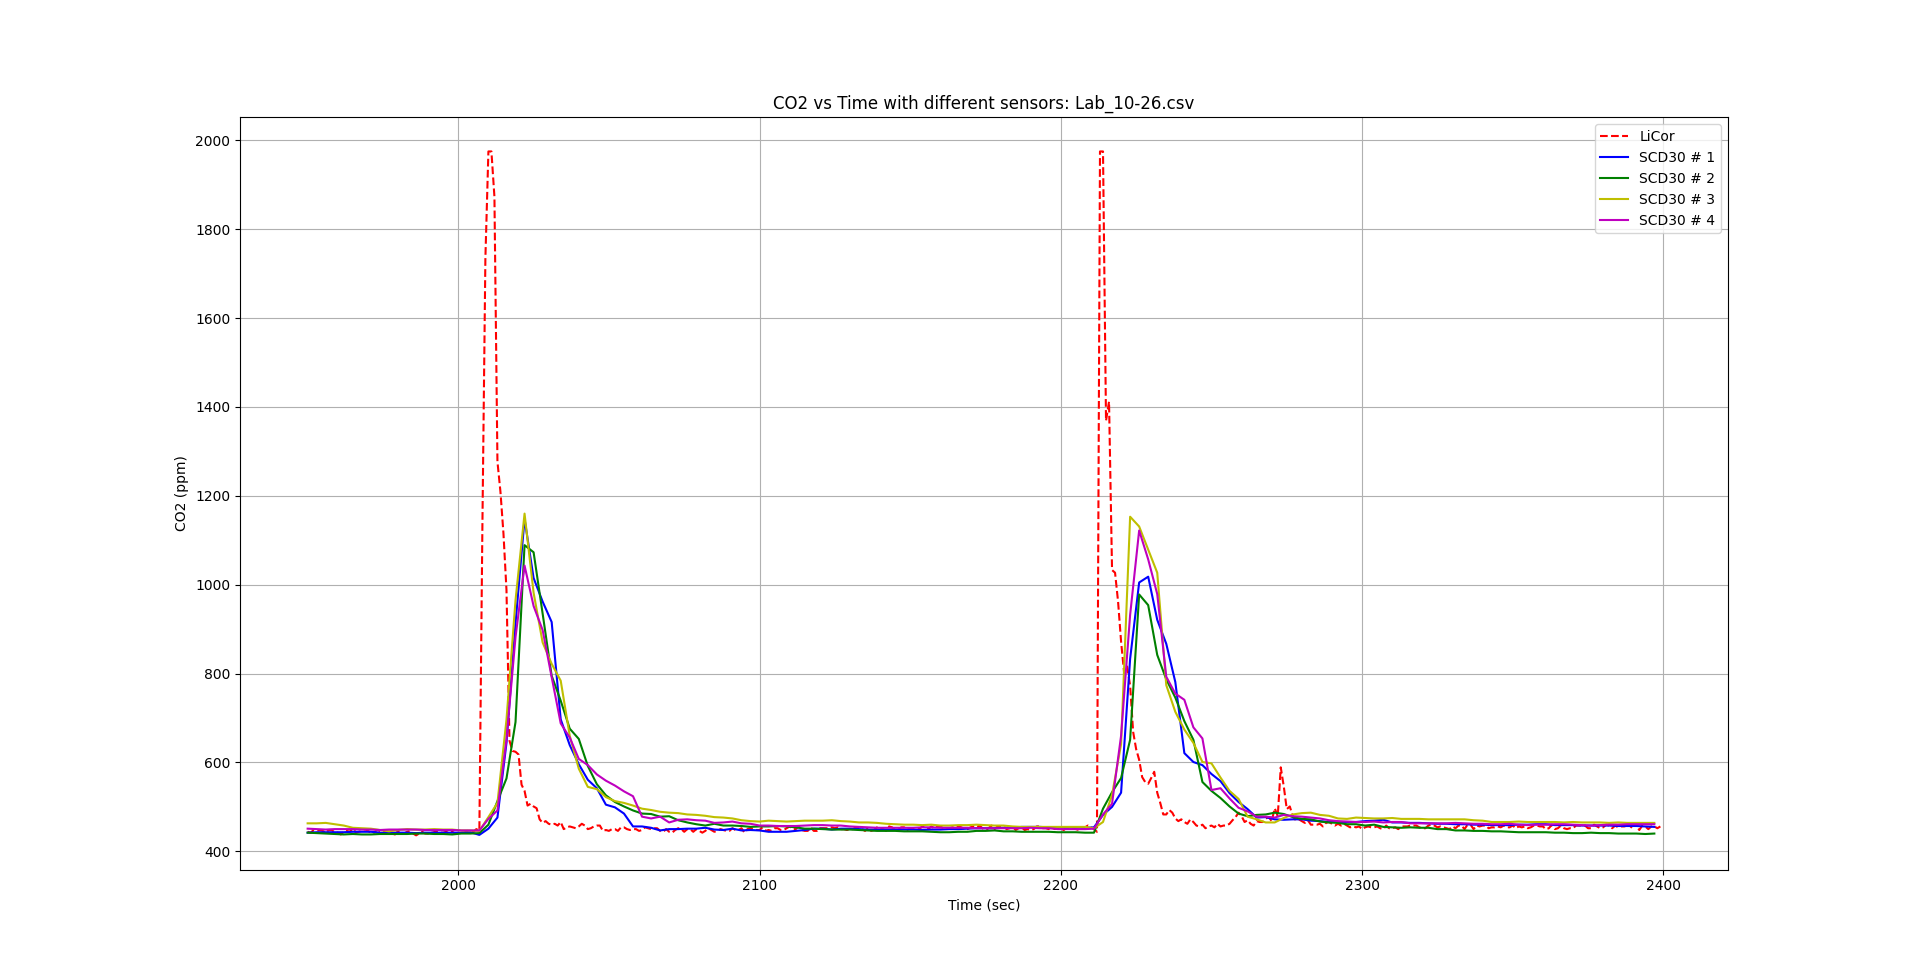 CO2 vs Time with different sensors: Lab_10-26.csv
2000
1800
1600
1400
1200
1000
800
600
400
CO2 (ppm)
LiCor
SCD30 # 1
SCD30 # 2
SCD30 # 3
SCD30 # 4
2000 2100 2200 2300 2400
Time (sec)